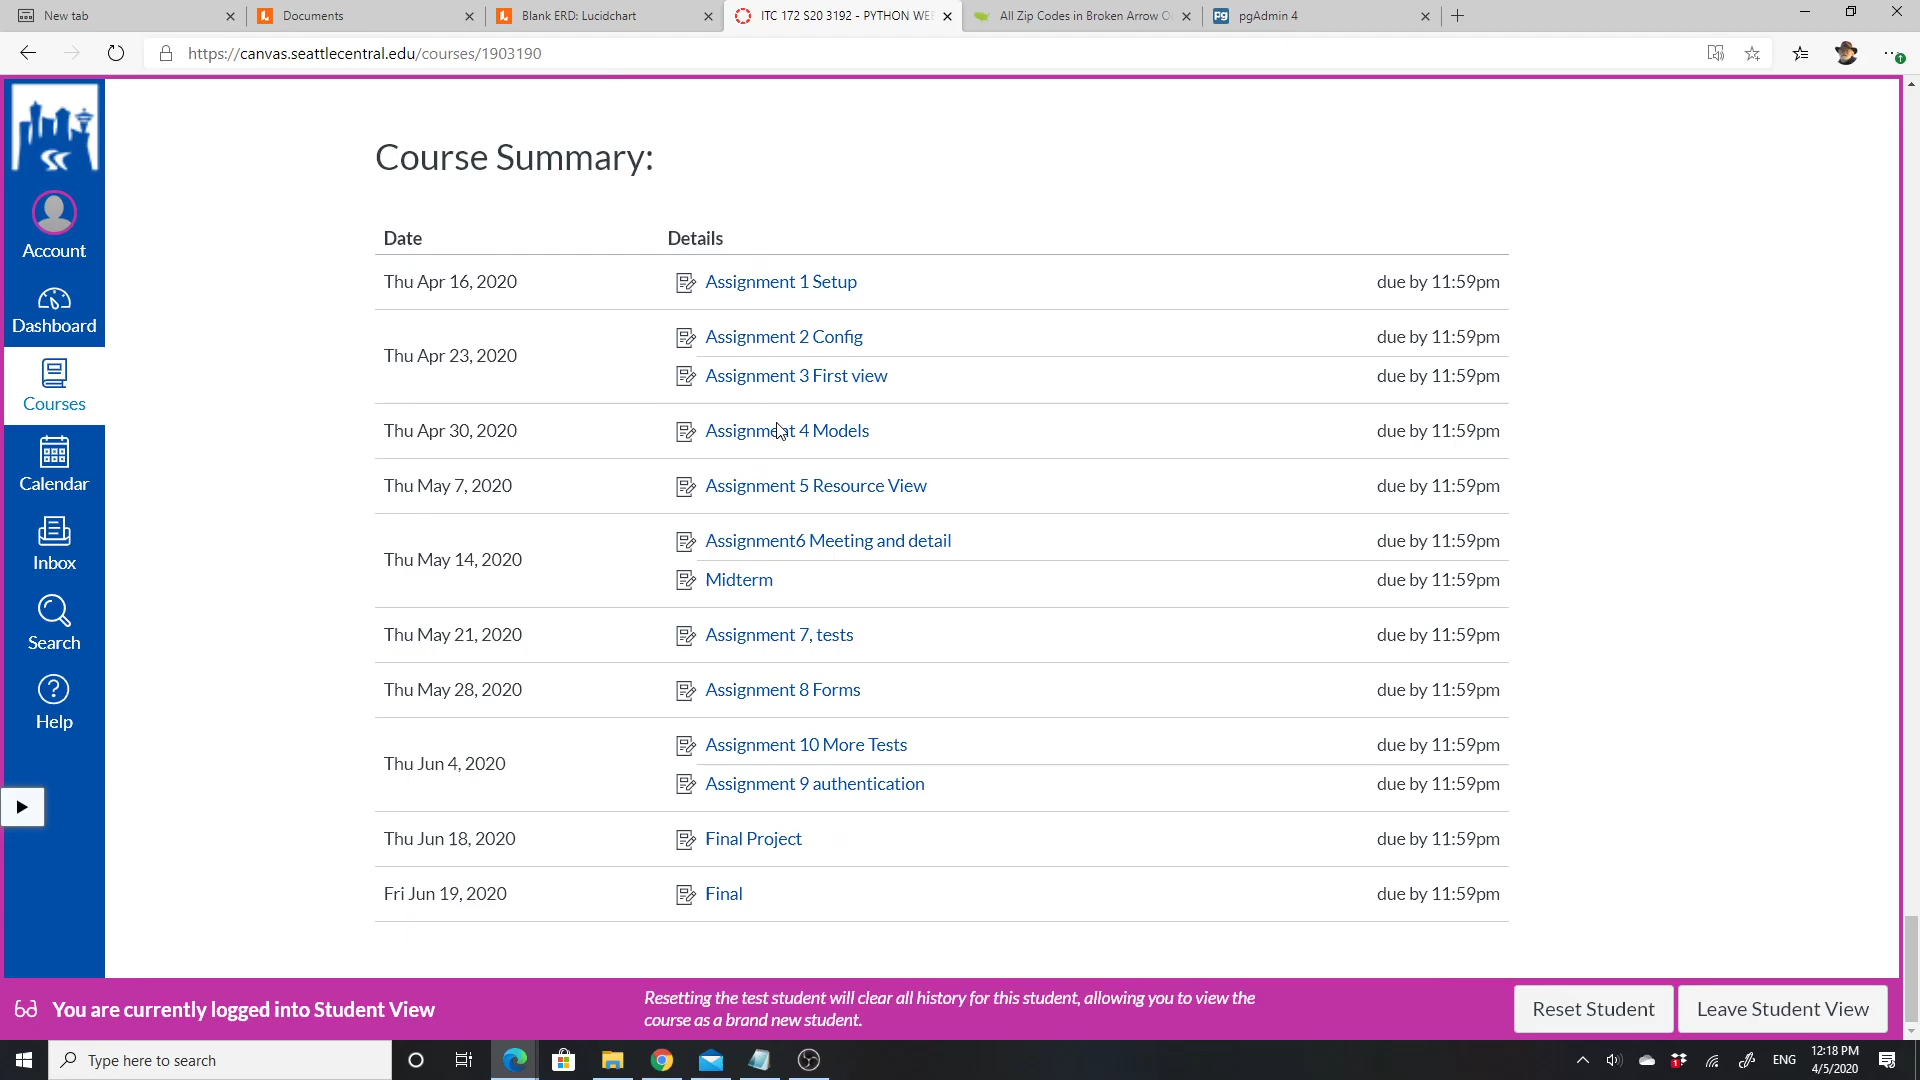 New tab
Documents
Blank ERD: Lucidchart
ITC 172 S20 3192 - PYTHON WEB
All Zip Codes in Broken Arrow O
pgAdmin 4
https://canvas.seattlecentral.edu/courses/1903190
Account
Dashboard
Courses
Calendar
Inbox
Search
Help
Course Summary:
Date Details
Thu Apr 16, 2020 Assignment 1 Setup due by 11:59pm
Thu Apr 23, 2020
Assignment 2 Config due by 11:59pm
Assignment 3 First view due by 11:59pm
Thu Apr 30, 2020 Assignment 4 Models due by 11:59pm
Thu May 7, 2020 Assignment 5 Resource View due by 11:59pm
Thu May 14, 2020
Assignment6 Meeting and detail due by 11:59pm
Midterm due by 11:59pm
Thu May 21, 2020 Assignment 7, tests due by 11:59pm
Thu May 28, 2020 Assignment 8 Forms due by 11:59pm
Thu Jun 4, 2020
Assignment 10 More Tests due by 11:59pm
Assignment 9 authentication due by 11:59pm
Thu Jun 18, 2020 Final Project due by 11:59pm
Fri Jun 19, 2020 Final due by 11:59pm
You are currently logged into Student View
Resetting the test student will clear all history for this student, allowing you to view the
course as a brand new student.
Reset Student
Leave Student View
Type here to search
ENG
12:18 PM
4/5/2020